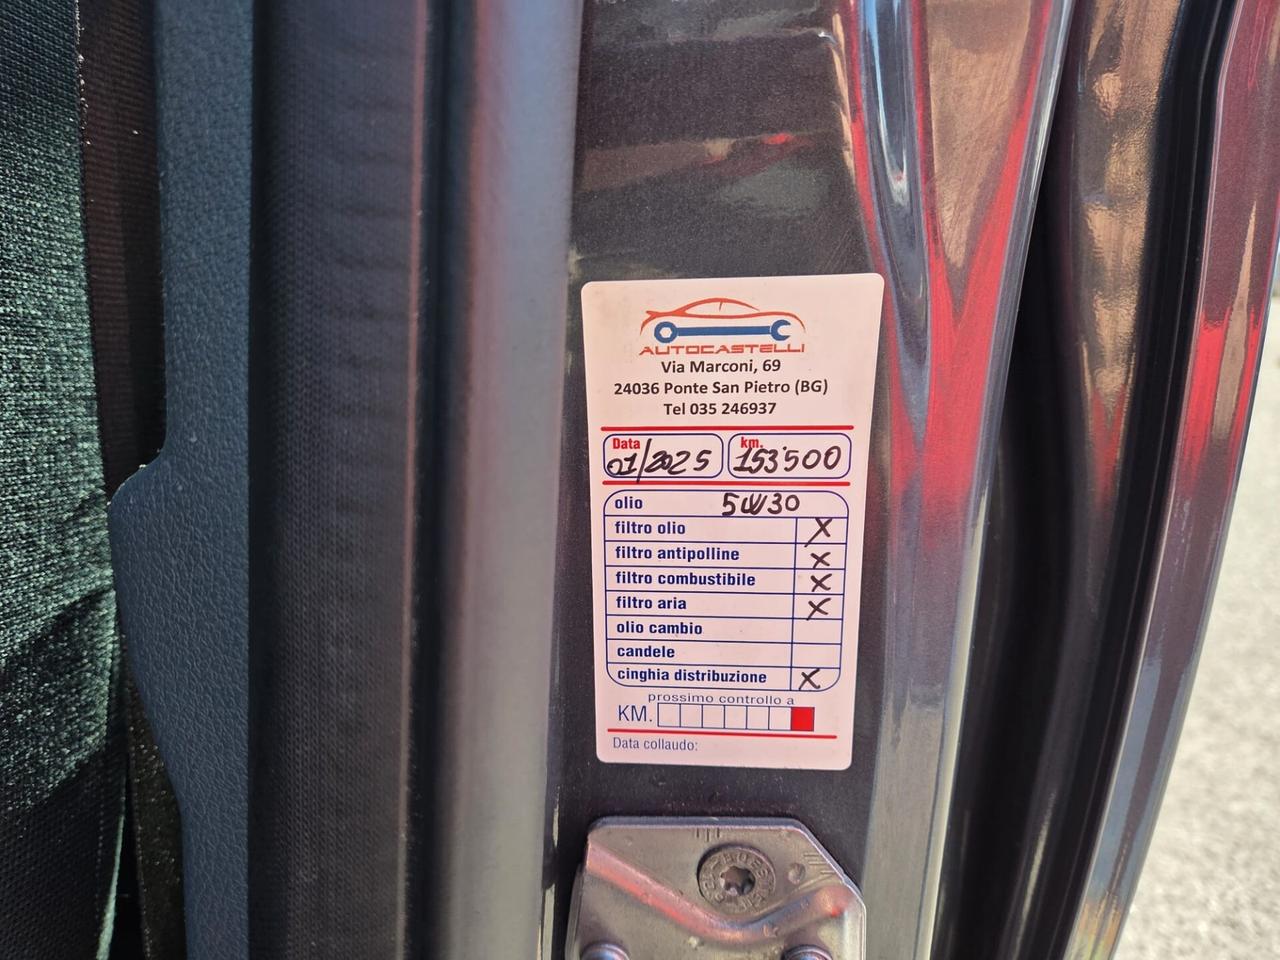 AUTOCASTELLI
Via Marconi, 69
24036 Ponte San Pietro (BG)
Tel 035 246937
Data 01/2025 km. 153'500
olio 5W30
filtro olio X
filtro antipolline X
filtro combustibile X
filtro aria X
olio cambio
candele
cinghia distribuzione X
prossimo controllo a
KM.
Data collaudo: